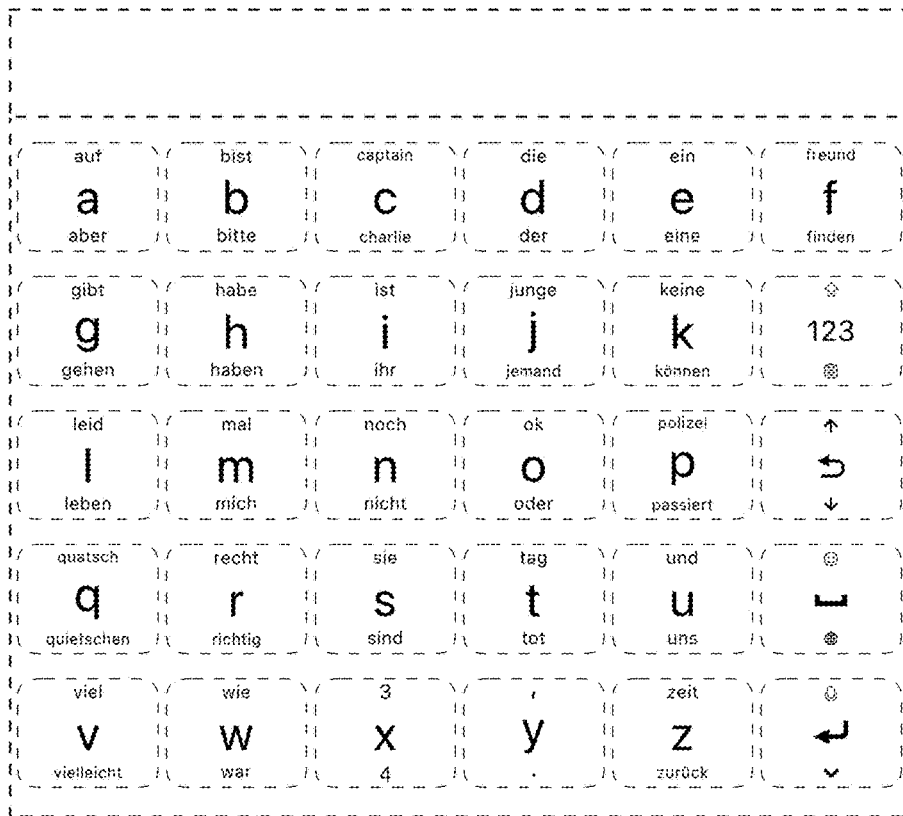 auf bist captain die ein freund
a b c d e f
aber bitte charlie der eine finden
gibt habe ist junge keine
g h i j k 123
gehen haben ihr jemand können
leid mal noch ok polizei ↑
l m n o p
leben mich nicht oder passiert ↓
quatsch recht sie tag und
q r s t u
quietschen richtig sind tot uns
viel wie 3 , zeit
v w x y z
vielleicht war 4 . zurück